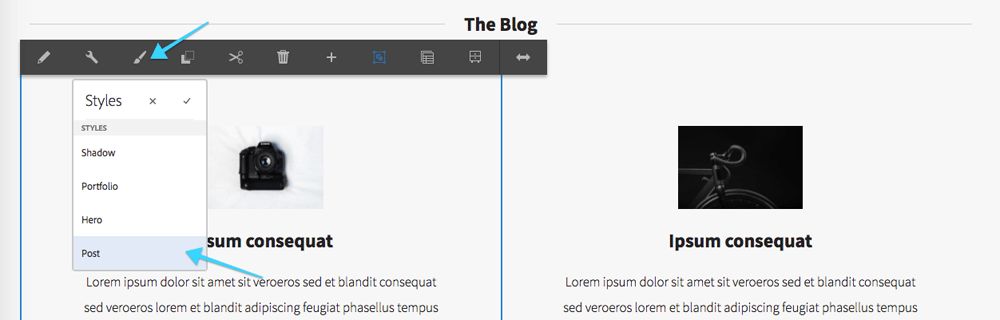 The Blog
Styles
STYLES
Shadow
Portfolio
Hero
Post
sum consequat
Lorem ipsum dolor sit amet sit veroeros sed et blandit consequat
sed veroeros lorem et blandit adipiscing feugiat phasellus tempus
Ipsum consequat
Lorem ipsum dolor sit amet sit veroeros sed et blandit consequat
sed veroeros lorem et blandit adipiscing feugiat phasellus tempus